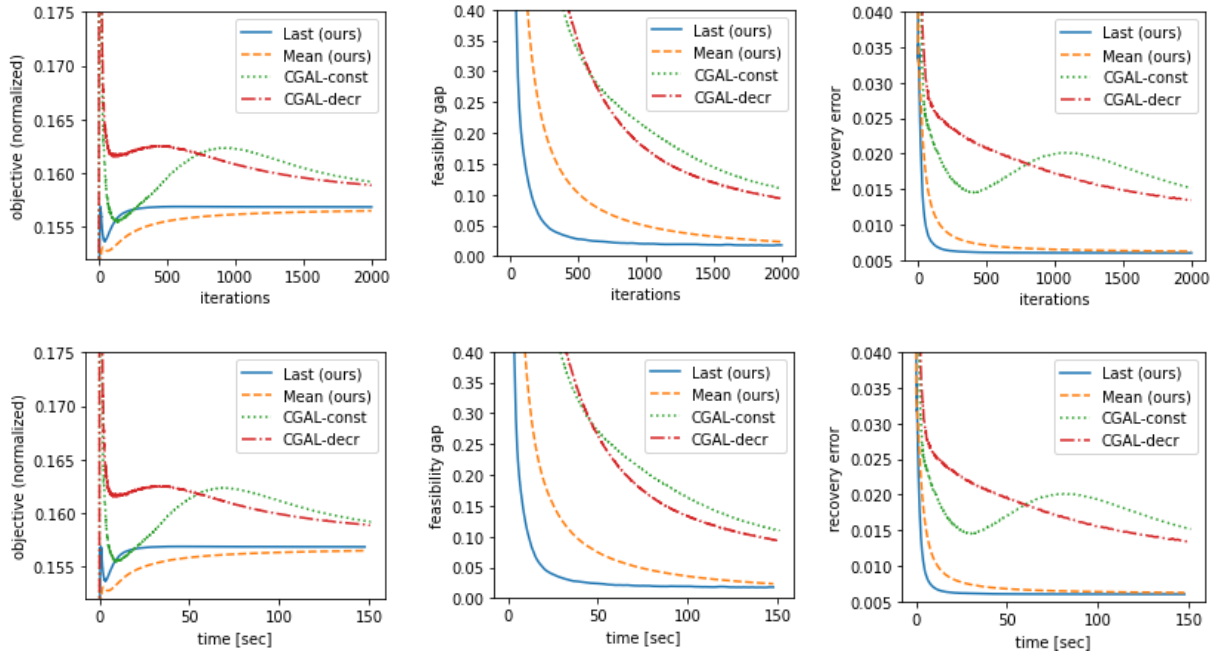 objective (normalized)
0.175
0.170
0.165
0.160
0.155
Last (ours)
Mean (ours)
CGAL-const
CGAL-decr
0 500 1000 1500 2000
iterations
feasibilty gap
0.40
0.35
0.30
0.25
0.20
0.15
0.10
0.05
0.00
Last (ours)
Mean (ours)
CGAL-const
CGAL-decr
0 500 1000 1500 2000
iterations
recovery error
0.040
0.035
0.030
0.025
0.020
0.015
0.010
0.005
Last (ours)
Mean (ours)
CGAL-const
CGAL-decr
0 500 1000 1500 2000
iterations
objective (normalized)
0.175
0.170
0.165
0.160
0.155
Last (ours)
Mean (ours)
CGAL-const
CGAL-decr
0 50 100 150
time [sec]
feasibility gap
0.40
0.35
0.30
0.25
0.20
0.15
0.10
0.05
0.00
Last (ours)
Mean (ours)
CGAL-const
CGAL-decr
0 50 100 150
time [sec]
recovery error
0.040
0.035
0.030
0.025
0.020
0.015
0.010
0.005
Last (ours)
Mean (ours)
CGAL-const
CGAL-decr
0 50 100 150
time [sec]